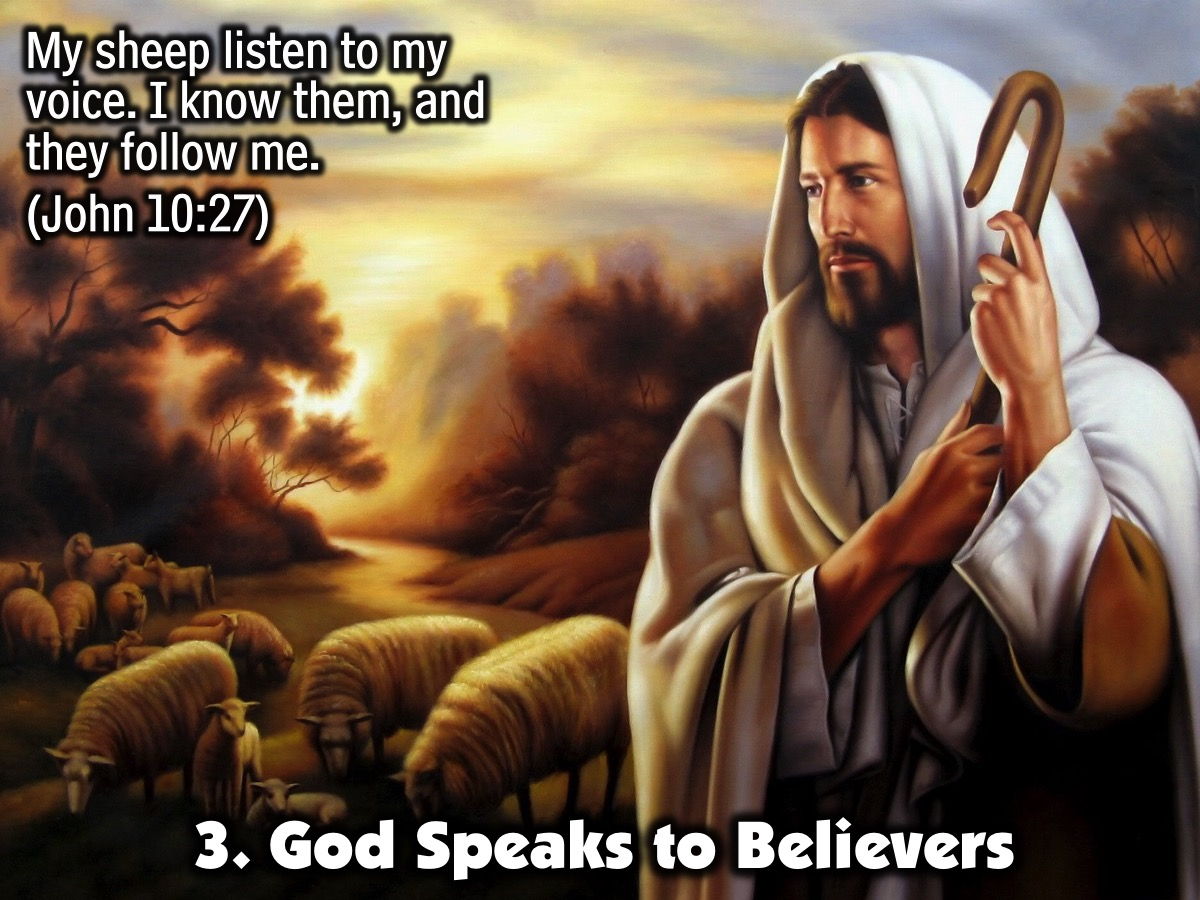 My sheep listen to my
voice. I know them, and
they follow me.
(John 10:27)
3. God Speaks to Believers